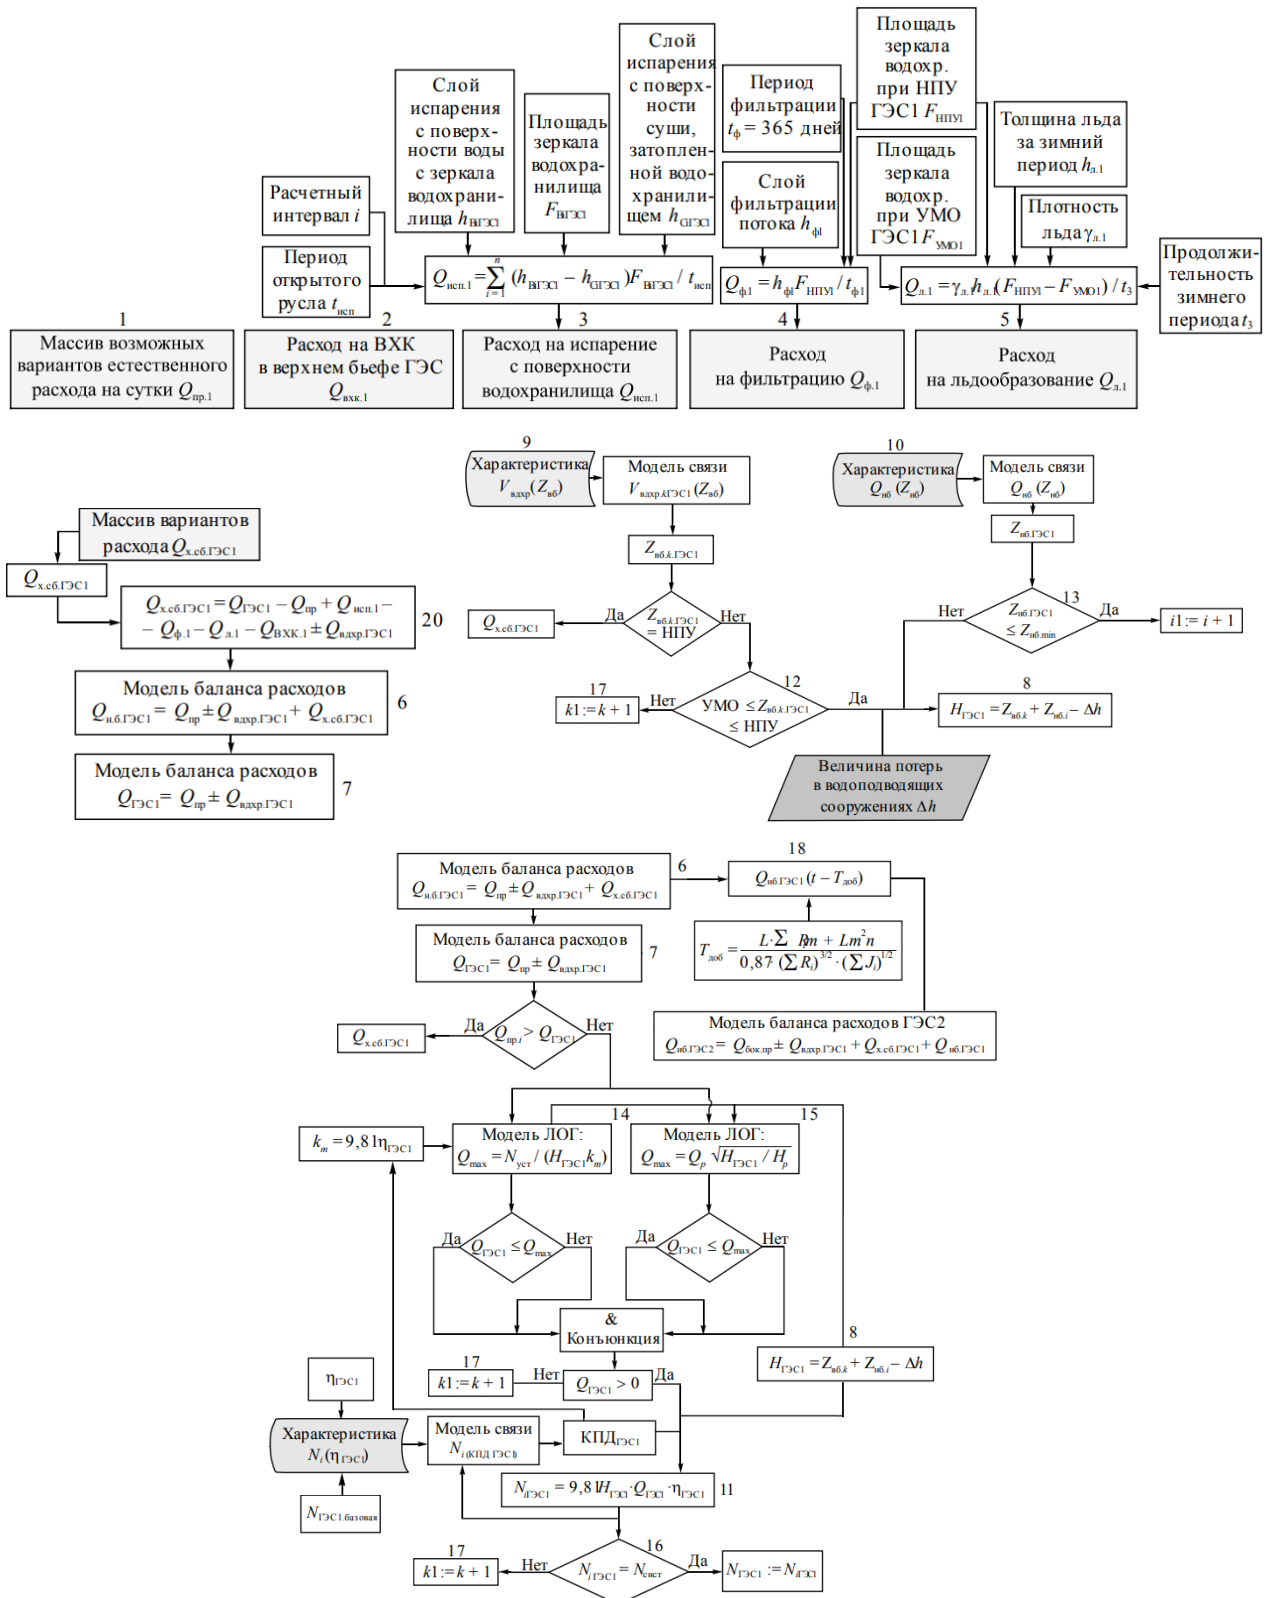 Слой
испарения
с поверх-
ности воды
с зеркала
водохрани-
лища h_ВiГЭС1
Площадь
зеркала
водохра-
нилища
F_ВiГЭС1
Слой
испарения
с поверх-
ности
суши,
затоплен-
ной водо-
хранили-
щем h_СiГЭС1
Период
фильтрации
t_ф = 365 дней
Слой
фильтрации
потока h_ф1
Площадь
зеркала
водохр.
при НПУ
ГЭС1 F_НПУ1
Площадь
зеркала
водохр.
при УМО
ГЭС1 F_УМО1
Толщина льда
за зимний
период h_л.1
Плотность
льда γ_л.1
Продолжи-
тельность
зимнего
периода t_3
Расчетный
интервал i
Период
открытого
русла t_исп
Q_исп.1 = ∑_{i=1}^{n} (h_ВiГЭС1 – h_СiГЭС1) F_ВiГЭС1 / t_исп
Q_ф1 = h_ф1 F_НПУ1 / t_ф1
Q_л.1 = γ_л.1 h_л.1 (F_НПУ1 – F_УМО1) / t_3
1
Массив возможных
вариантов естественного
расхода на сутки Q_пр.1
2
Расход на ВХК
в верхнем бьефе ГЭС
Q_вхк.1
3
Расход на испарение
с поверхности
водохранилища Q_исп.1
4
Расход
на фильтрацию Q_ф.1
5
Расход
на льдообразование Q_л.1
Массив вариантов
расхода Q_х.сб.ГЭС1
Q_х.сб.ГЭС1
Q_х.сб.ГЭС1 = Q_ГЭС1 – Q_пр + Q_исп.1 –
– Q_ф.1 – Q_л.1 – Q_ВХК.1 ± Q_вдхр.ГЭС1
20
Модель баланса расходов
Q_н.б.ГЭС1 = Q_пр ± Q_вдхр.ГЭС1 + Q_х.сб.ГЭС1
6
Модель баланса расходов
Q_ГЭС1 = Q_пр ± Q_вдхр.ГЭС1
7
9
Характеристика
V_вдхр (Z_вб)
Модель связи
V_вдхр.kГЭС1 (Z_вб)
Z_вб.k.ГЭС1
Z_вб.k.ГЭС1
= НПУ
Да
Нет
Q_х.сб.ГЭС1
12
УМО ≤ Z_вб.k.ГЭС1
≤ НПУ
Нет
Да
17
k1:= k + 1
10
Характеристика
Q_нб (Z_нб)
Модель связи
Q_нб (Z_нб)
Z_нб.ГЭС1
13
Z_нб.ГЭС1
≤ Z_нб.min
Нет
Да
i1:= i + 1
8
H_ГЭС1 = Z_вб.k + Z_нб.i – Δh
Величина потерь
в водоподводящих
сооружениях Δh
Модель баланса расходов
Q_н.б.ГЭС1 = Q_пр ± Q_вдхр.ГЭС1 + Q_х.сб.ГЭС1
6
18
Q_нб.ГЭС1 (t – T_доб)
Модель баланса расходов
Q_ГЭС1 = Q_пр ± Q_вдхр.ГЭС1
7
T_доб =
L·∑ R_i m + Lm²n
0,87· (∑ R_i)^{3/2} · (∑ J_i)^{1/2}
Q_пр.i > Q_ГЭС1
Да
Нет
Q_х.сб.ГЭС1
Модель баланса расходов ГЭС2
Q_нб.ГЭС2 = Q_бок.пр ± Q_вдхр.ГЭС1 + Q_х.сб.ГЭС1 + Q_нб.ГЭС1
k_m = 9,81η_ГЭС1
14
Модель ЛОГ:
Q_max = N_уст / (H_ГЭС1 k_m)
15
Модель ЛОГ:
Q_max = Q_p √H_ГЭС1 / H_p
Да
Q_ГЭС1 ≤ Q_max
Нет
Да
Q_ГЭС1 ≤ Q_max
Нет
&
Конъюнкция
8
H_ГЭС1 = Z_вб.k + Z_нб.i – Δh
17
k1:= k + 1
Нет
Q_ГЭС1 > 0
Да
η_ГЭС1
Характеристика
N_i (η_ГЭС1)
N_ГЭС1.базовая
Модель связи
N_i (КПД ГЭС1)
КПД_ГЭС1
N_iГЭС1 = 9,81H_ГЭС1·Q_ГЭС1·η_ГЭС1
11
16
N_i ГЭС1 = N_сист
Нет
Да
17
k1:= k + 1
N_ГЭС1 := N_iГЭС1